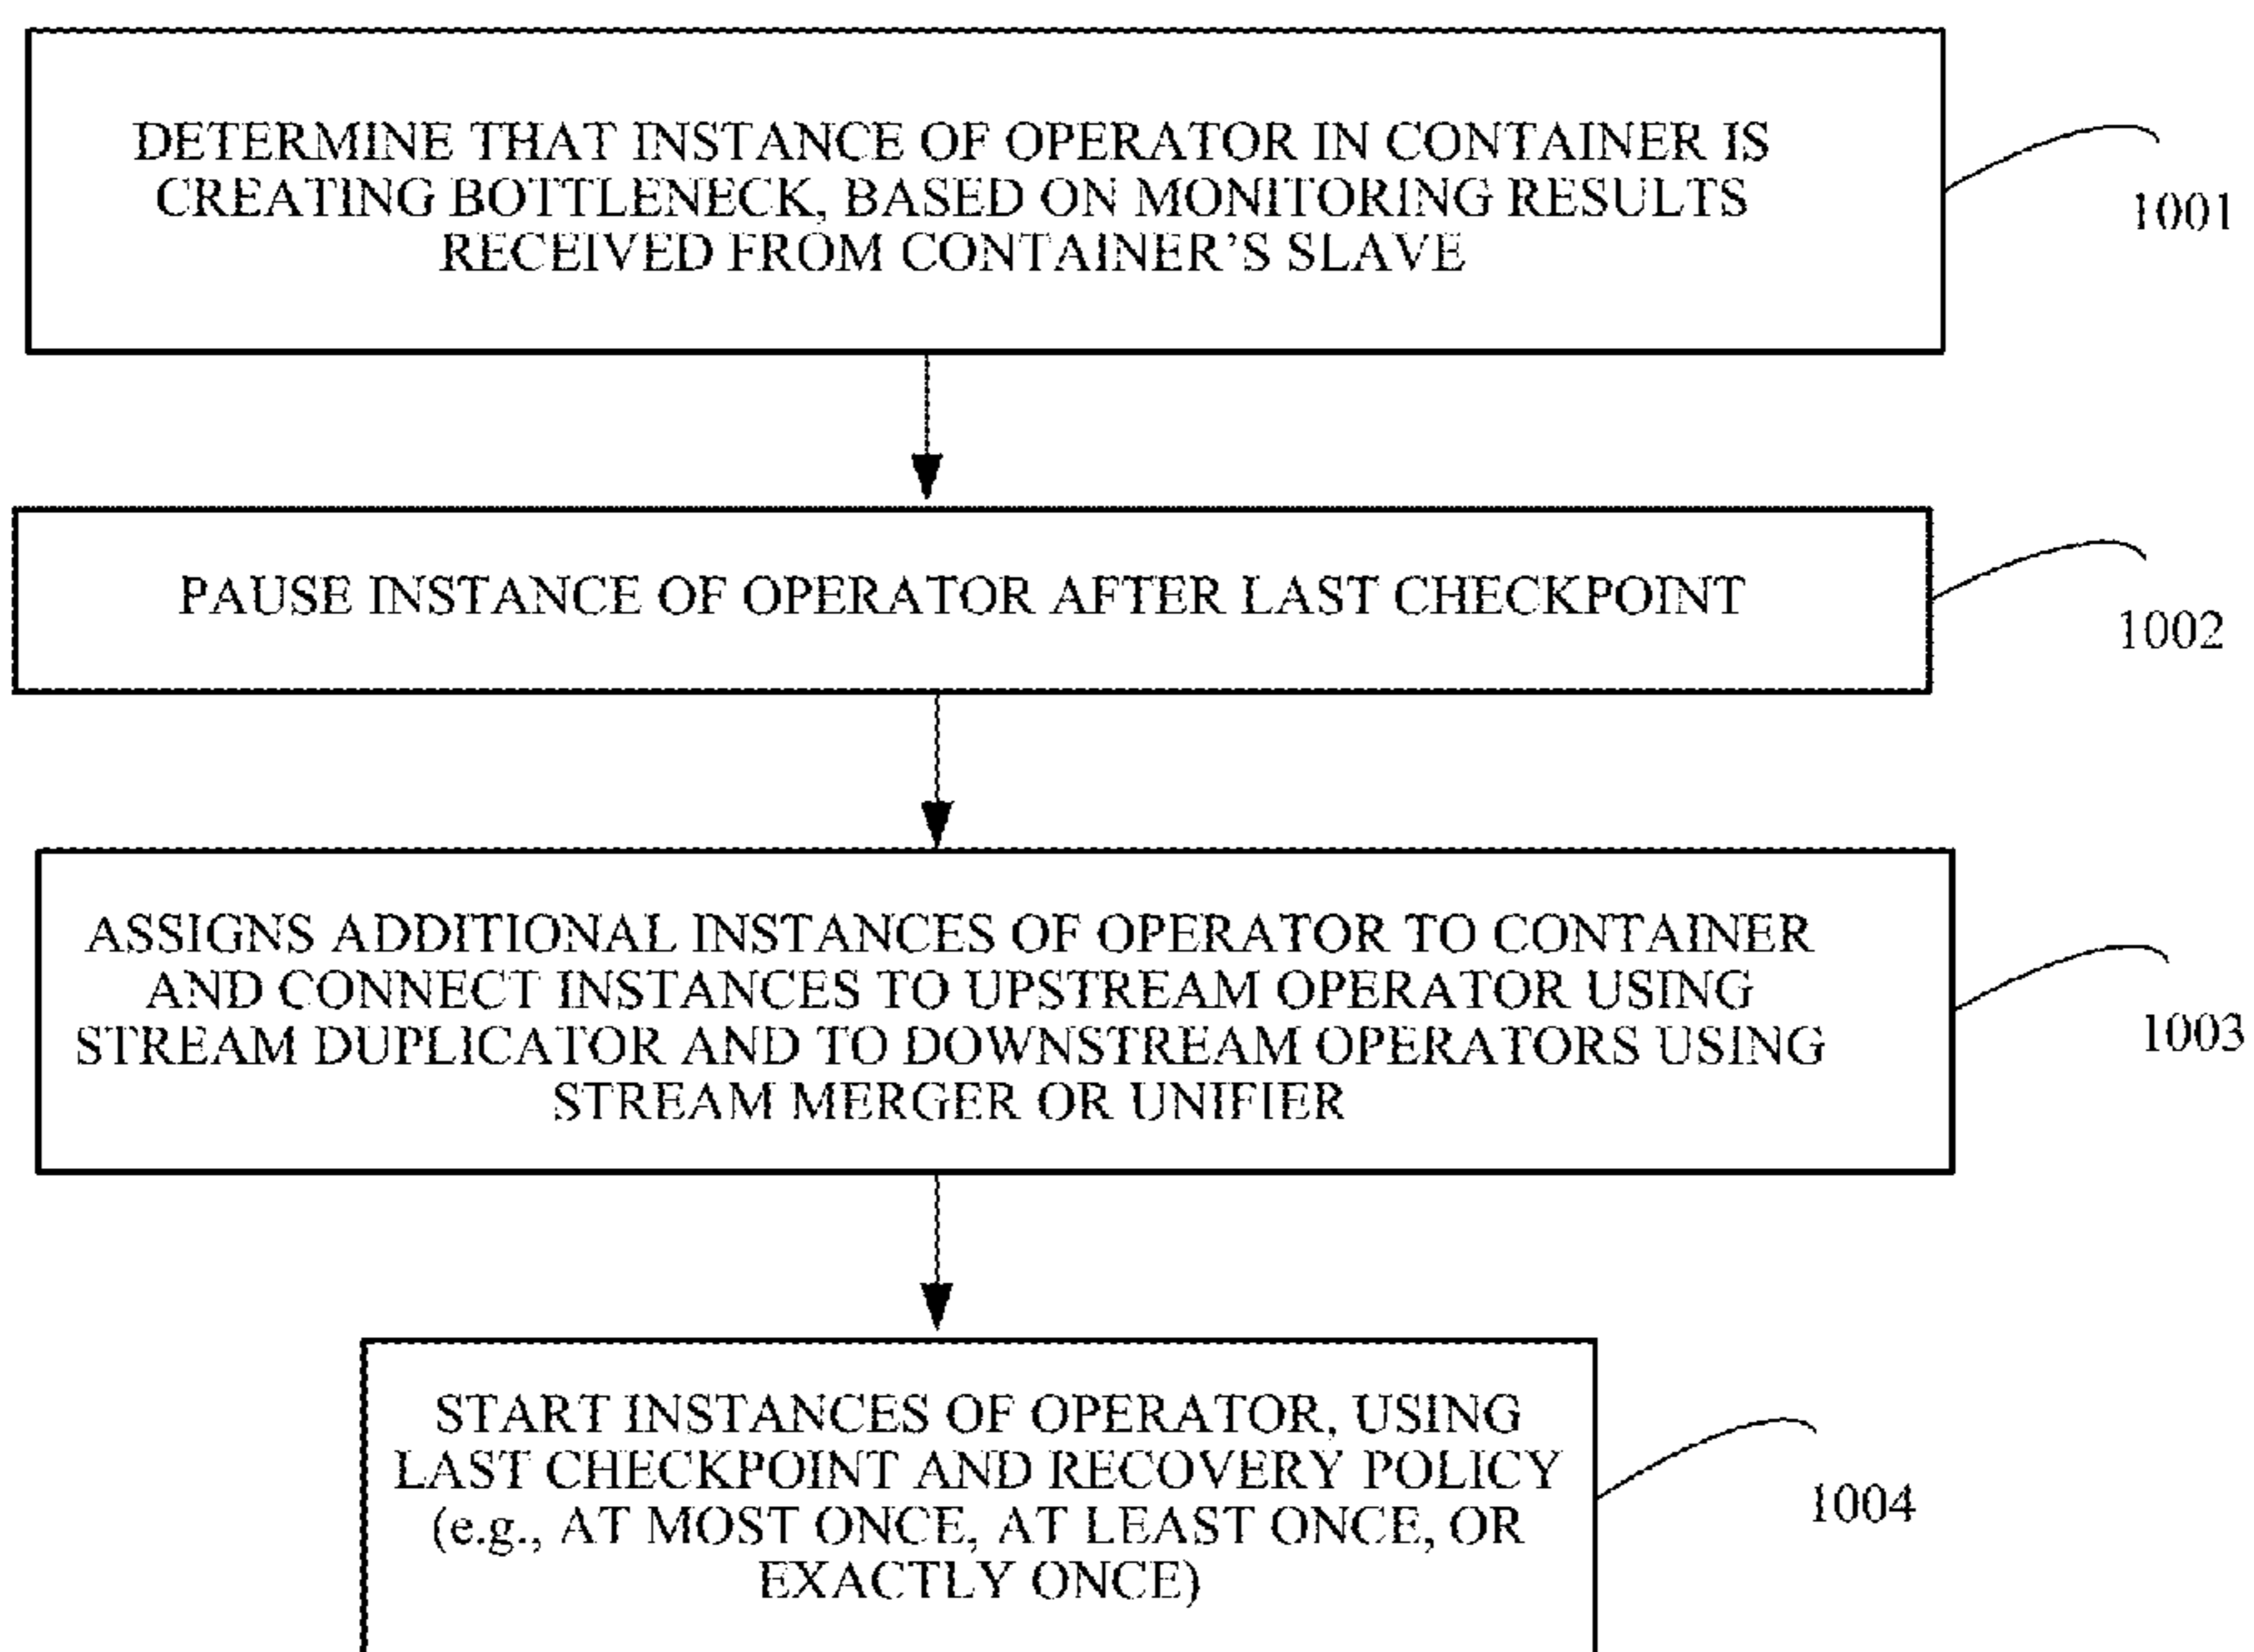 DETERMINE THAT INSTANCE OF OPERATOR IN CONTAINER IS
CREATING BOTTLENECK, BASED ON MONITORING RESULTS
RECEIVED FROM CONTAINER'S SLAVE
1001
PAUSE INSTANCE OF OPERATOR AFTER LAST CHECKPOINT
1002
ASSIGNS ADDITIONAL INSTANCES OF OPERATOR TO CONTAINER
AND CONNECT INSTANCES TO UPSTREAM OPERATOR USING
STREAM DUPLICATOR AND TO DOWNSTREAM OPERATORS USING
STREAM MERGER OR UNIFIER
1003
START INSTANCES OF OPERATOR, USING
LAST CHECKPOINT AND RECOVERY POLICY
(e.g., AT MOST ONCE, AT LEAST ONCE, OR
EXACTLY ONCE)
1004